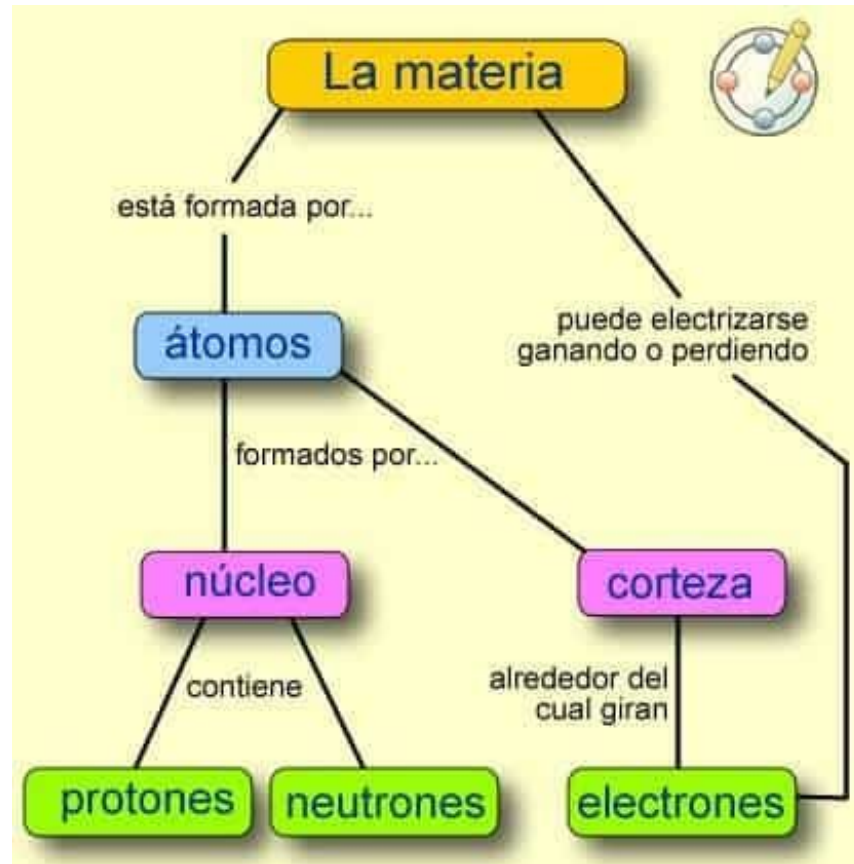 La materia
está formada por...
puede electrizarse
ganando o perdiendo
átomos
formados por...
núcleo
corteza
contiene
alrededor del
cual giran
protones
neutrones
electrones